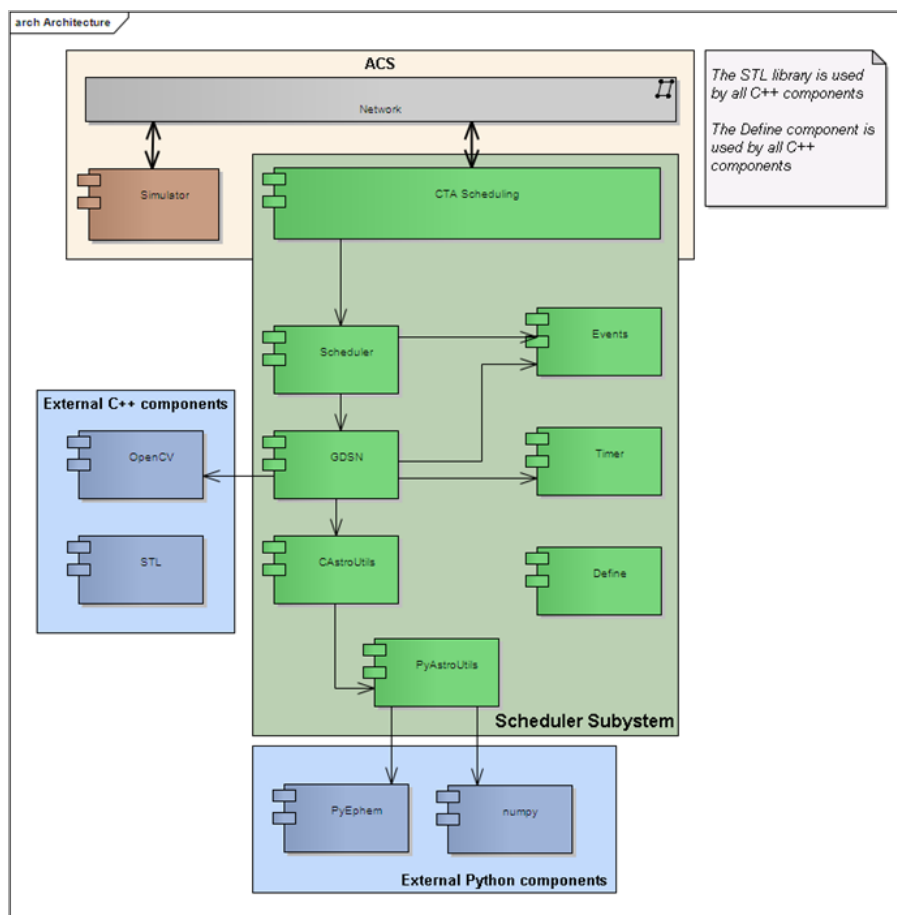 arch Architecture
ACS
Network
The STL library is used
by all C++ components
The Define component is
used by all C++
components
Simulator
CTA Scheduling
Scheduler
Events
External C++ components
OpenCV
GDSN
Timer
STL
CAstroUtils
Define
PyAstroUtils
Scheduler Subystem
PyEphem
numpy
External Python components